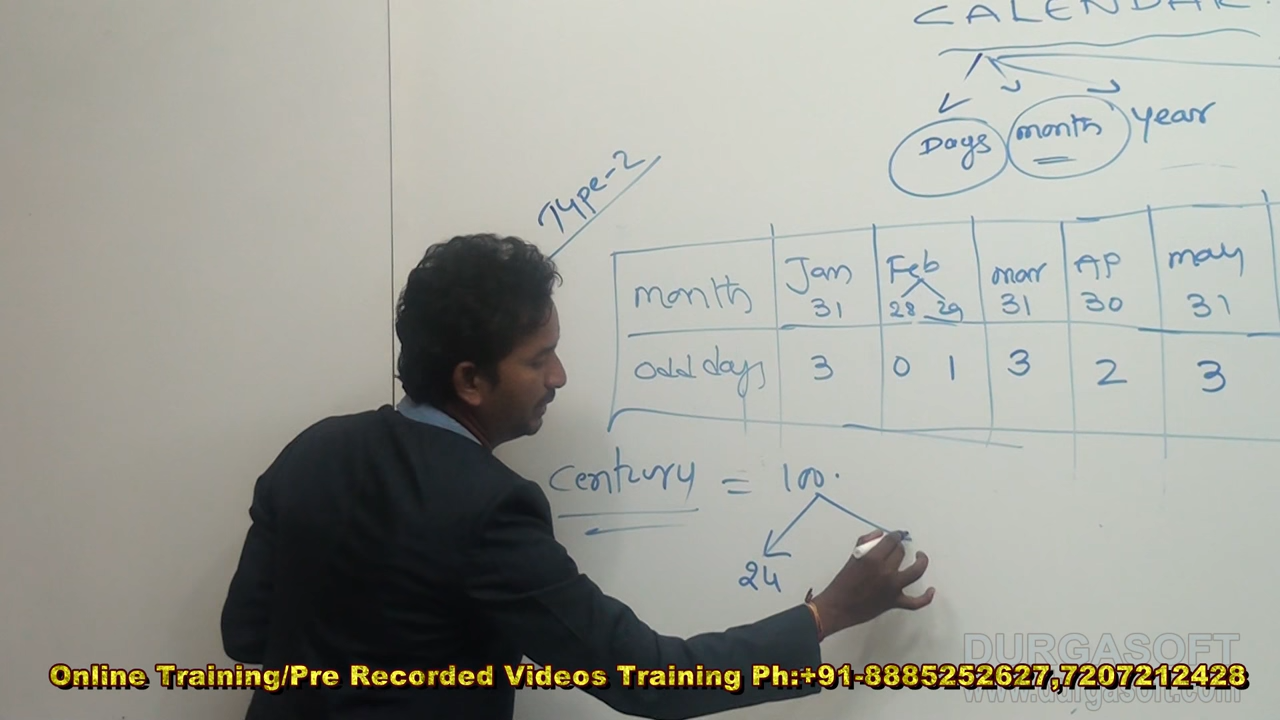 CALENDAR
Days month year
Type-2
month Jan 31 Feb 28 29 mar 31 AP 30 may 31
odd days 3 0 1 3 2 3
Century = 100.
24
DURGASOFT
www.durgasoft.com
Online Training/Pre Recorded Videos Training Ph:+91-8885252627,7207212428